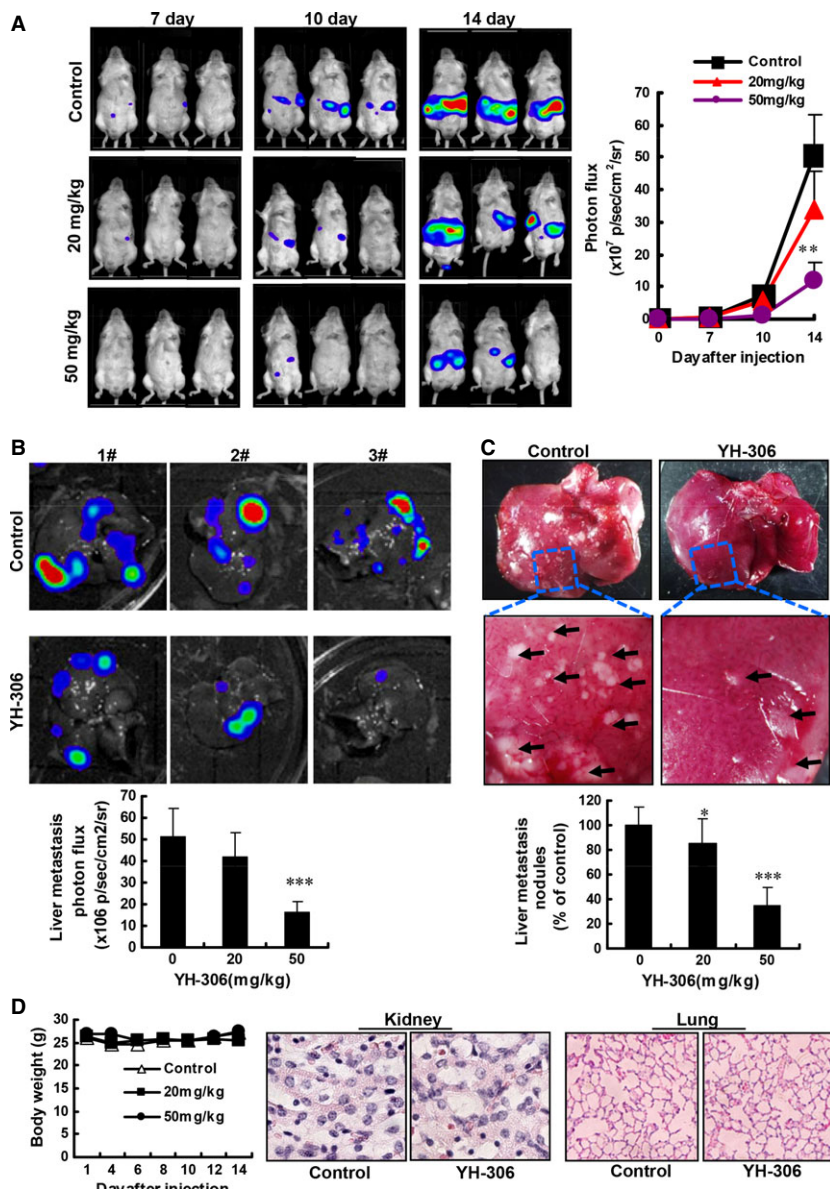 A
7 day 10 day 14 day
Control
20 mg/kg
50 mg/kg
Control
20mg/kg
50mg/kg
Photon flux
(x10⁷ p/sec/cm²/sr)
70
60
50
40
30
20
10
0
**
0 7 10 14
Dayafter injection
B
1# 2# 3#
Control
YH-306
Liver metastasis
photon flux
(x106 p/sec/cm2/sr)
70
60
50
40
30
20
10
0
***
0 20 50
YH-306(mg/kg)
C
Control YH-306
Liver metastasis
nodules
(% of control)
120
100
80
60
40
20
0
*
***
0 20 50
YH-306(mg/kg)
D
Body weight (g)
30
25
20
15
10
5
0
Control
20mg/kg
50mg/kg
1 4 6 8 10 12 14
Dayafter injection
Kidney
Control YH-306
Lung
Control YH-306